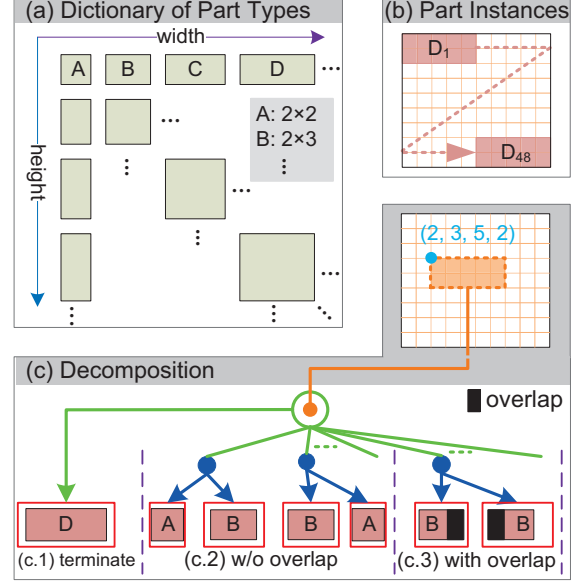 (a) Dictionary of Part Types
width
A B C D ...
A: 2×2
B: 2×3
height
(b) Part Instances
D1
D48
(2, 3, 5, 2)
(c) Decomposition
overlap
D A B B A B B
(c.1) terminate (c.2) w/o overlap (c.3) with overlap